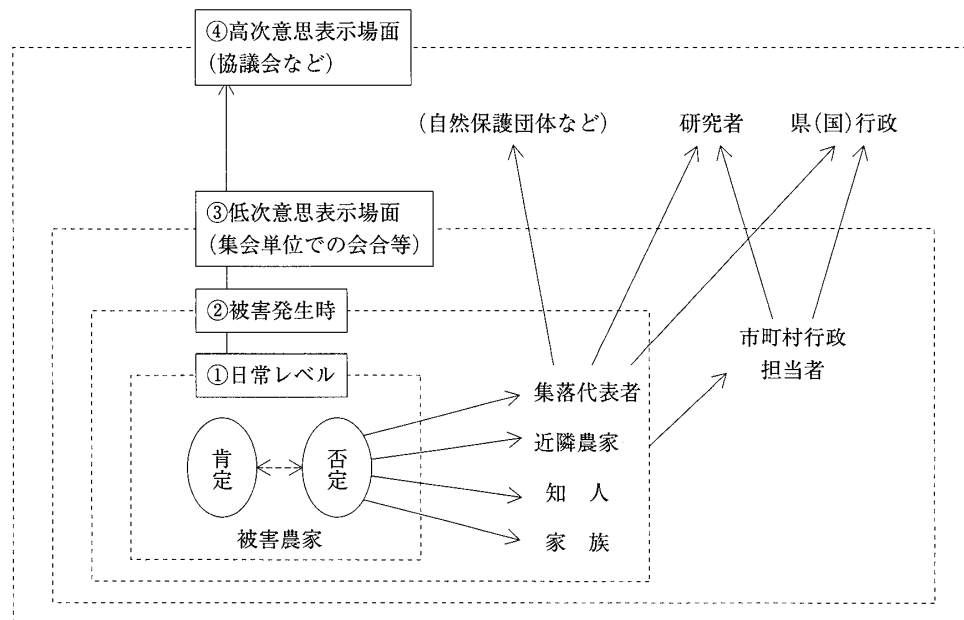 ④高次意思表示場面
(協議会など)
(自然保護団体など)
研究者
県(国)行政
③低次意思表示場面
(集会単位での会合等)
②被害発生時
市町村行政
担当者
①日常レベル
集落代表者
肯定
否定
近隣農家
知 人
被害農家
家 族